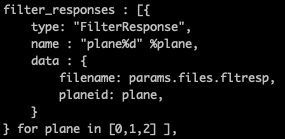 filter_responses : [{
    type: "FilterResponse",
    name : "plane%d" %plane,
    data : {
        filename: params.files.fltresp,
        planeid: plane,
    }
} for plane in [0,1,2] ],